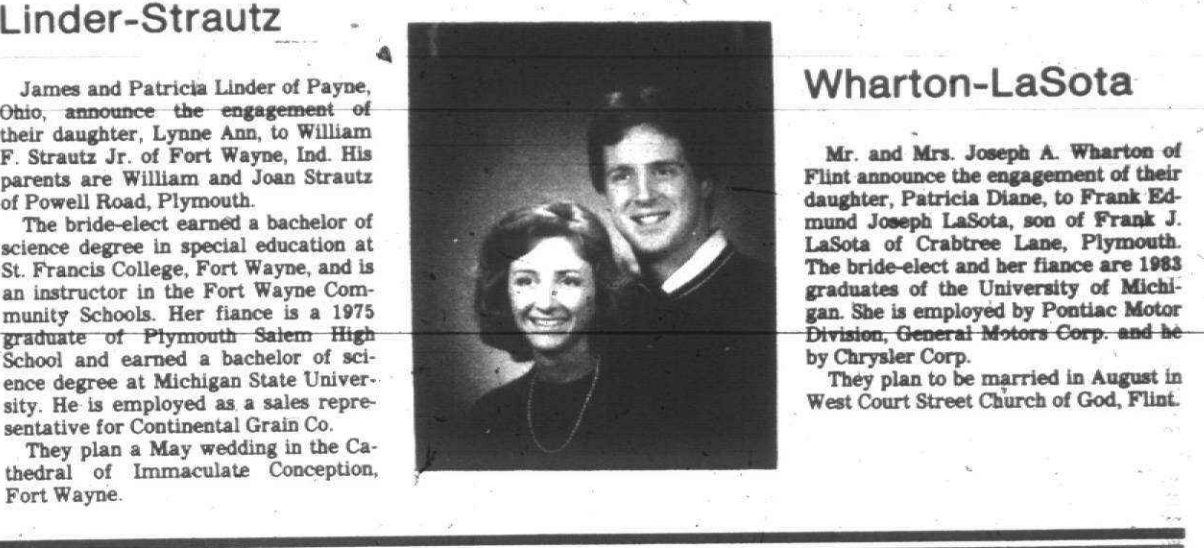 Linder-Strautz
James and Patricia Linder of Payne,
Ohio, announce the engagement of
their daughter, Lynne Ann, to William
F. Strautz Jr. of Fort Wayne, Ind. His
parents are William and Joan Strautz
of Powell Road, Plymouth.
The bride-elect earned a bachelor of
science degree in special education at
St. Francis College, Fort Wayne, and is
an instructor in the Fort Wayne Com-
munity Schools. Her fiance is a 1975
graduate of Plymouth Salem High
School and earned a bachelor of sci-
ence degree at Michigan State Univer-
sity. He is employed as a sales repre-
sentative for Continental Grain Co.
They plan a May wedding in the Ca-
thedral of Immaculate Conception,
Fort Wayne.
Wharton-LaSota
Mr. and Mrs. Joseph A. Wharton of
Flint announce the engagement of their
daughter, Patricia Diane, to Frank Ed-
mund Joseph LaSota, son of Frank J.
LaSota of Crabtree Lane, Plymouth.
The bride-elect and her fiance are 1983
graduates of the University of Michi-
gan. She is employed by Pontiac Motor
Division, General Motors Corp. and he
by Chrysler Corp.
They plan to be married in August in
West Court Street Church of God, Flint.